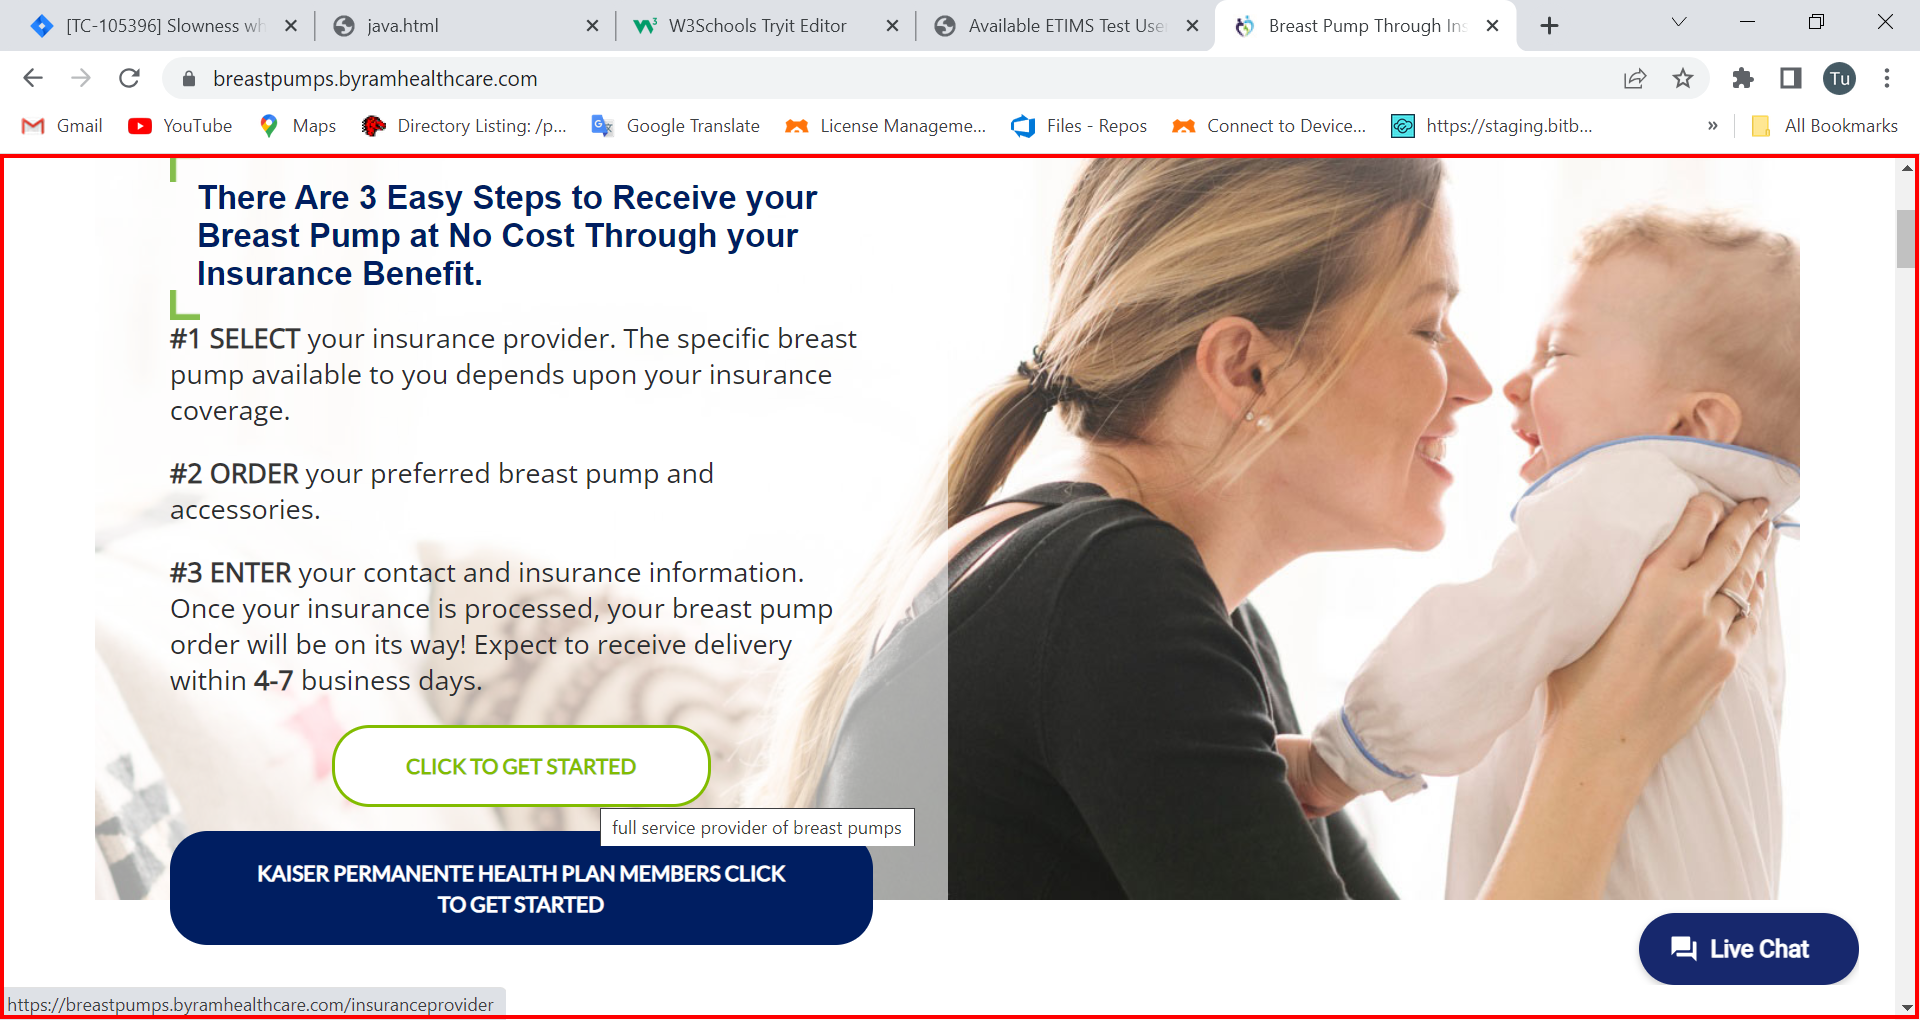 [TC-105396] Slowness wh
java.html
W3Schools Tryit Editor
Available ETIMS Test Use
Breast Pump Through Ins
breastpumps.byramhealthcare.com
Tu
Gmail
YouTube
Maps
Directory Listing: /p...
Google Translate
License Manageme...
Files - Repos
Connect to Device...
https://staging.bitb...
»
All Bookmarks
There Are 3 Easy Steps to Receive your
Breast Pump at No Cost Through your
Insurance Benefit.
#1 SELECT your insurance provider. The specific breast
pump available to you depends upon your insurance
coverage.
#2 ORDER your preferred breast pump and
accessories.
#3 ENTER your contact and insurance information.
Once your insurance is processed, your breast pump
order will be on its way! Expect to receive delivery
within 4-7 business days.
CLICK TO GET STARTED
full service provider of breast pumps
KAISER PERMANENTE HEALTH PLAN MEMBERS CLICK
TO GET STARTED
Live Chat
https://breastpumps.byramhealthcare.com/insuranceprovider